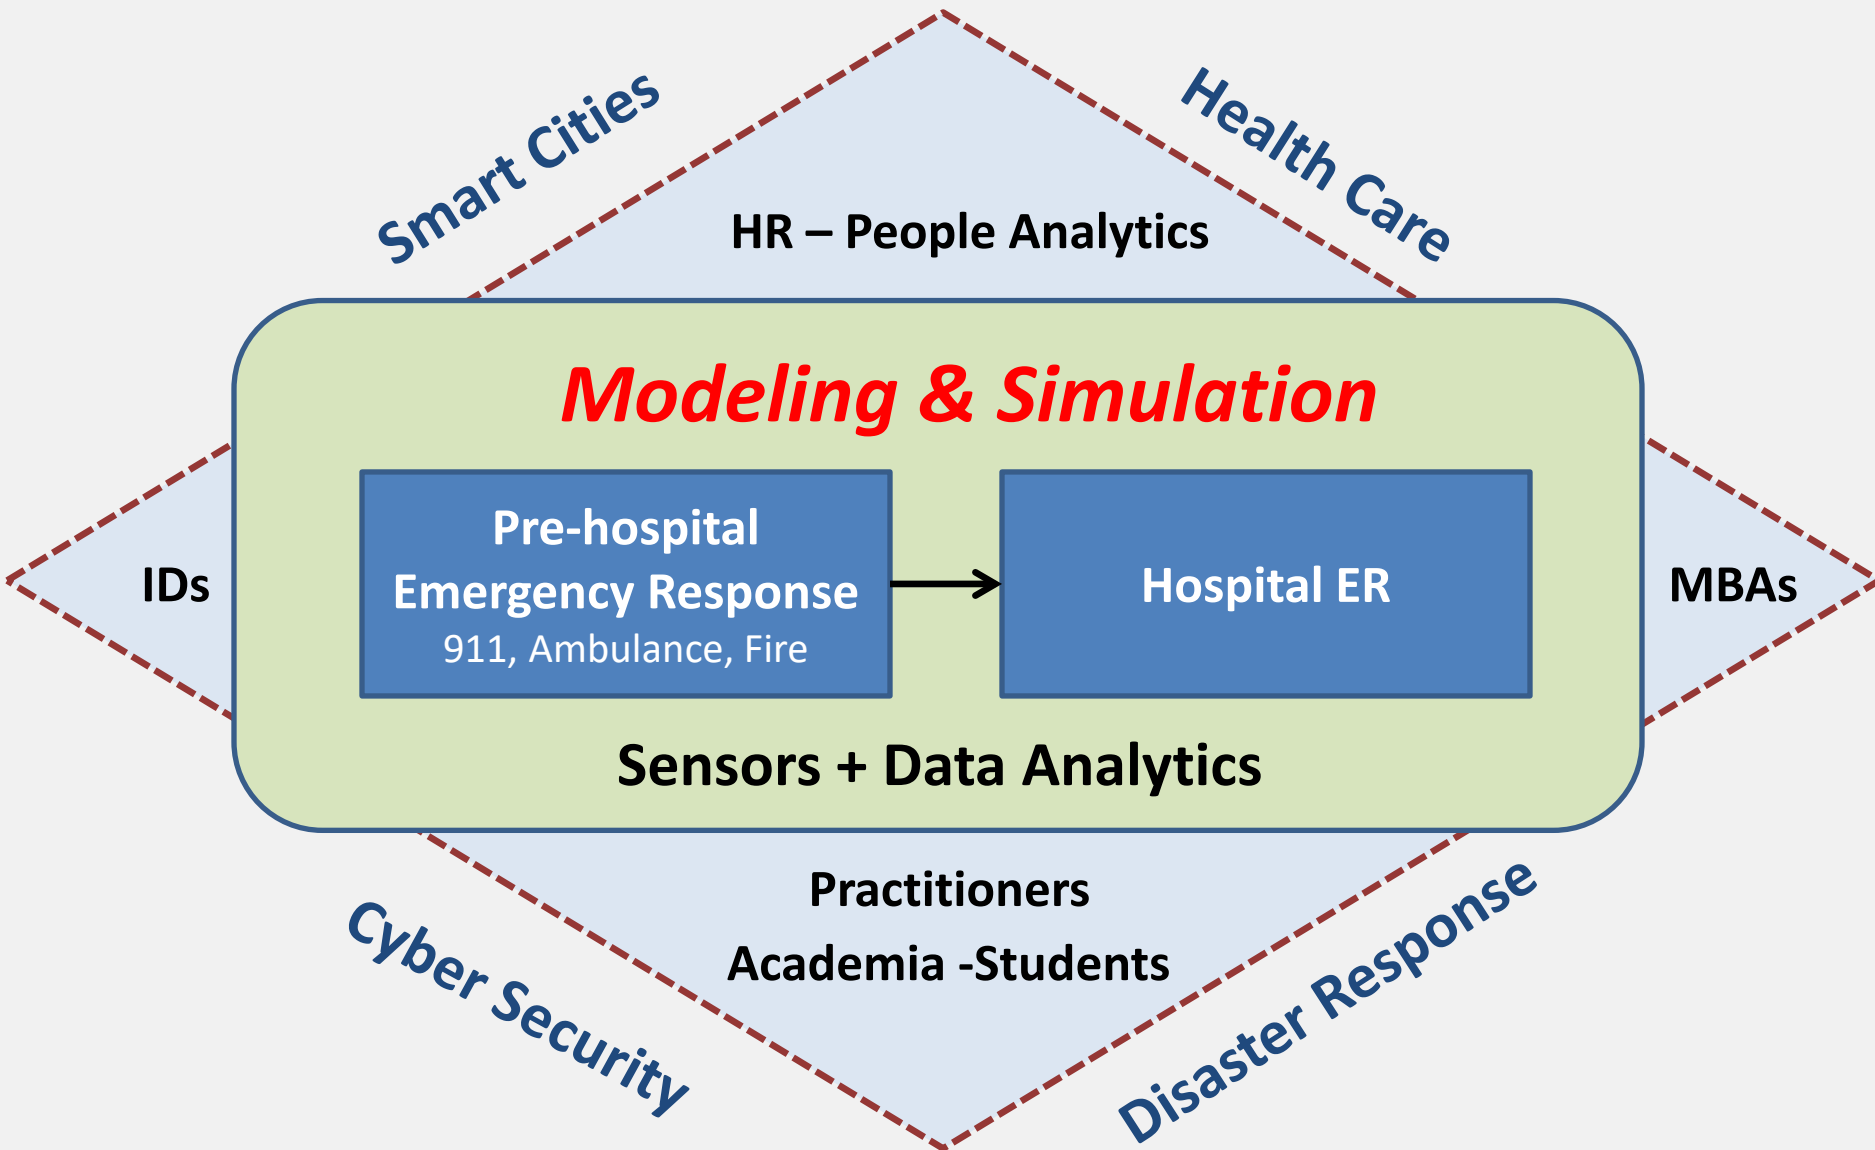 Smart Cities
Health Care
HR – People Analytics
Modeling & Simulation
Pre-hospital
Emergency Response
911, Ambulance, Fire
Hospital ER
IDs
MBAs
Sensors + Data Analytics
Practitioners
Academia -Students
Cyber Security
Disaster Response